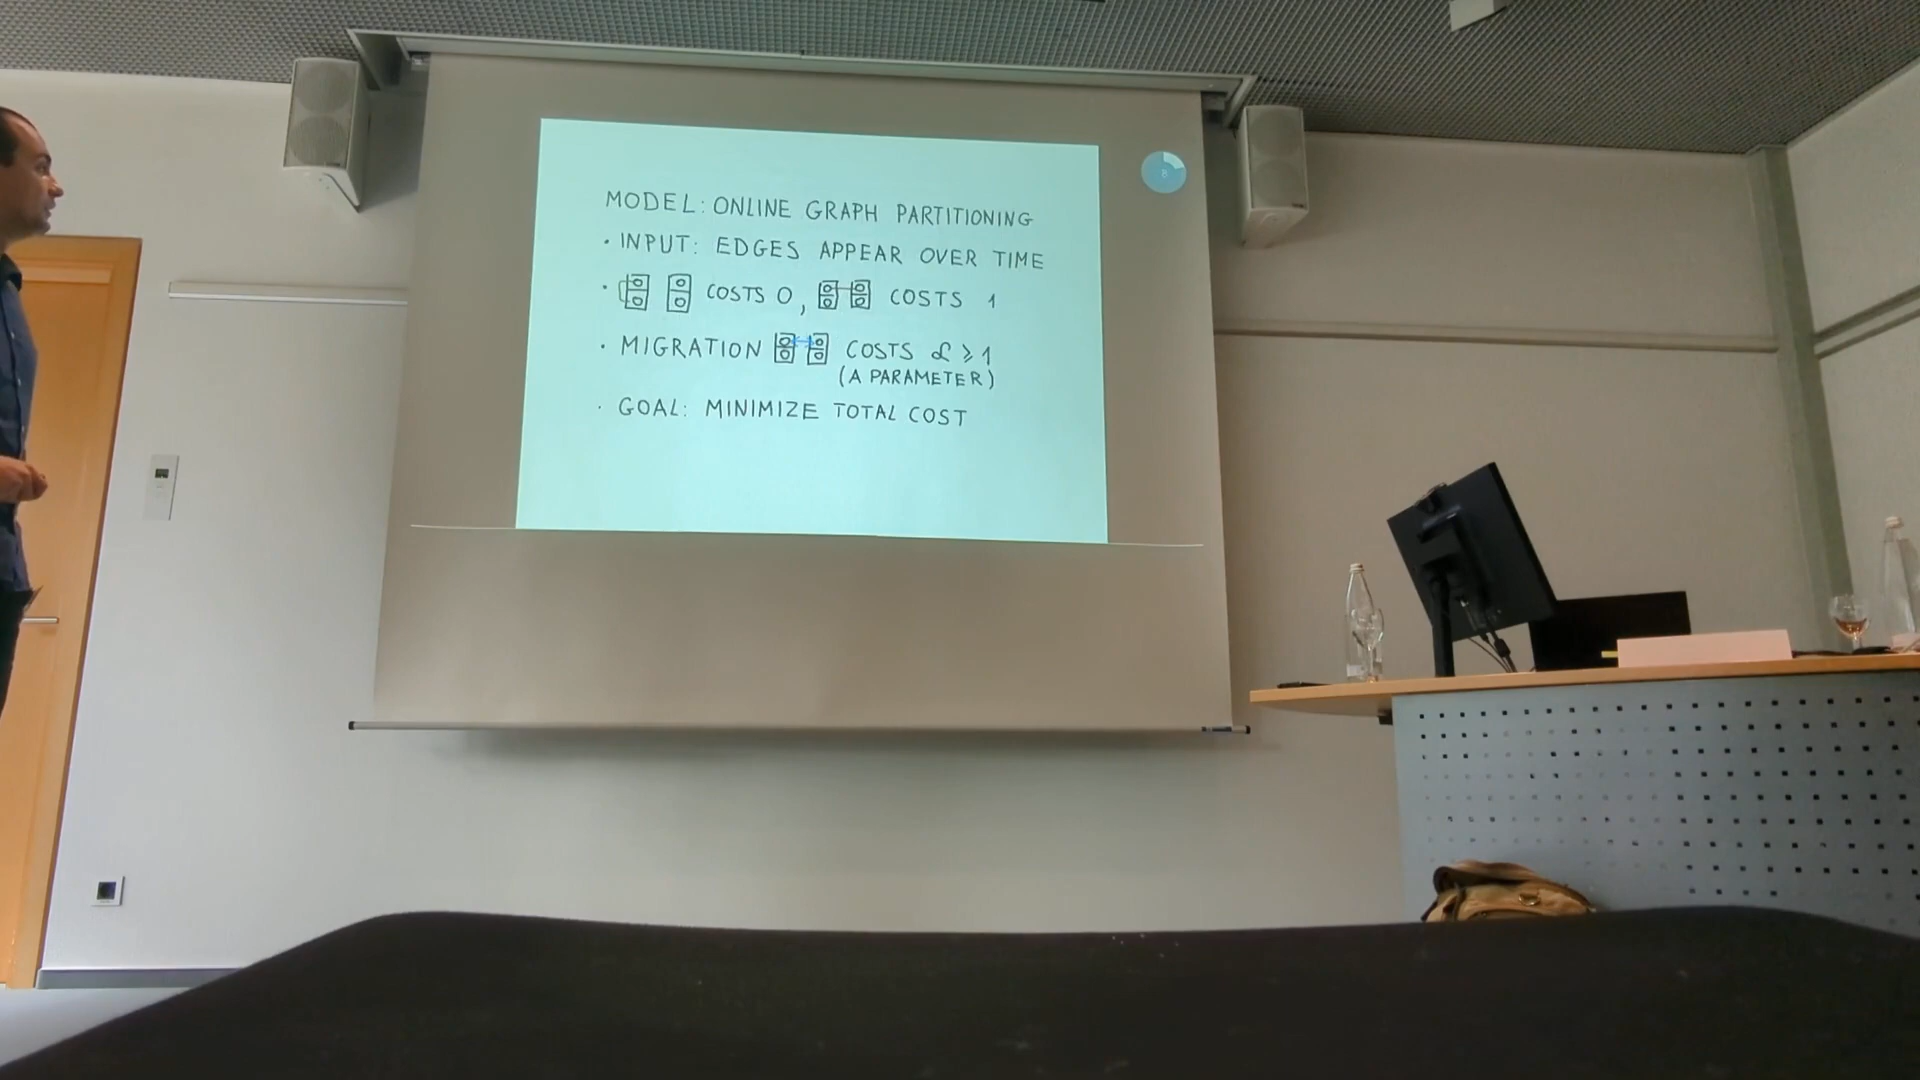 MODEL: ONLINE GRAPH PARTITIONING
• INPUT: EDGES APPEAR OVER TIME
• COSTS 0, COSTS 1
• MIGRATION COSTS α ⩾ 1
(A PARAMETER)
• GOAL: MINIMIZE TOTAL COST
8